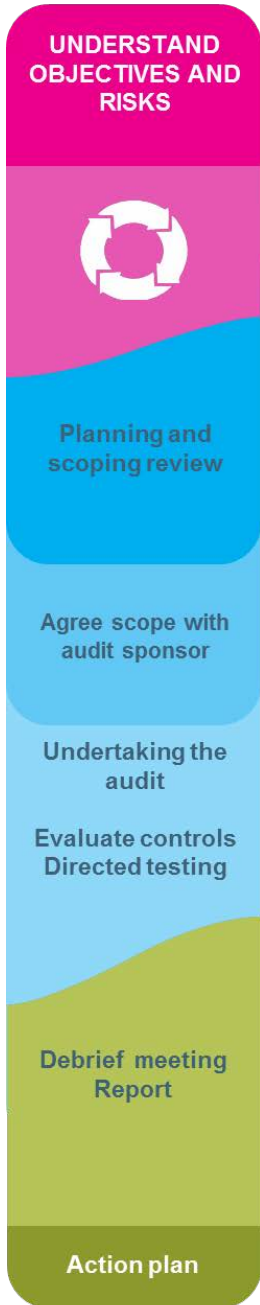 UNDERSTAND
OBJECTIVES AND
RISKS
Planning and
scoping review
Agree scope with
audit sponsor
Undertaking the
audit
Evaluate controls
Directed testing
Debrief meeting
Report
Action plan